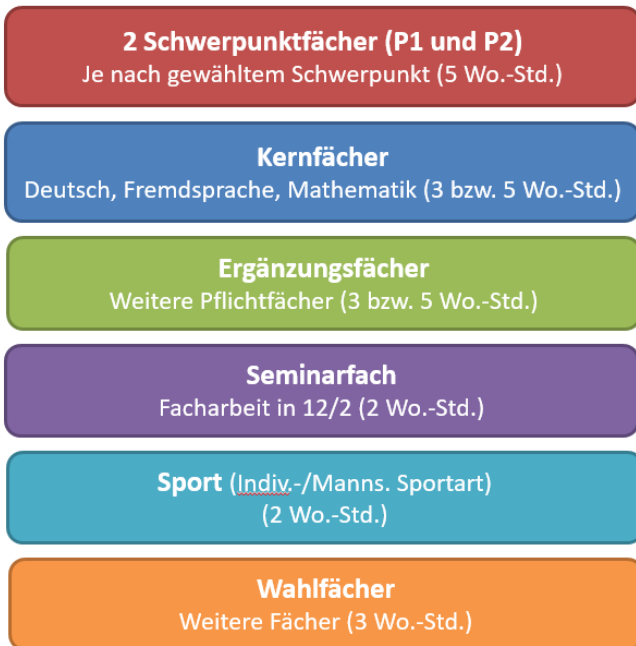 2 Schwerpunktfächer (P1 und P2)
Je nach gewähltem Schwerpunkt (5 Wo.-Std.)
Kernfächer
Deutsch, Fremdsprache, Mathematik (3 bzw. 5 Wo.-Std.)
Ergänzungsfächer
Weitere Pflichtfächer (3 bzw. 5 Wo.-Std.)
Seminarfach
Facharbeit in 12/2 (2 Wo.-Std.)
Sport (Indiv.-/Manns. Sportart)
(2 Wo.-Std.)
Wahlfächer
Weitere Fächer (3 Wo.-Std.)